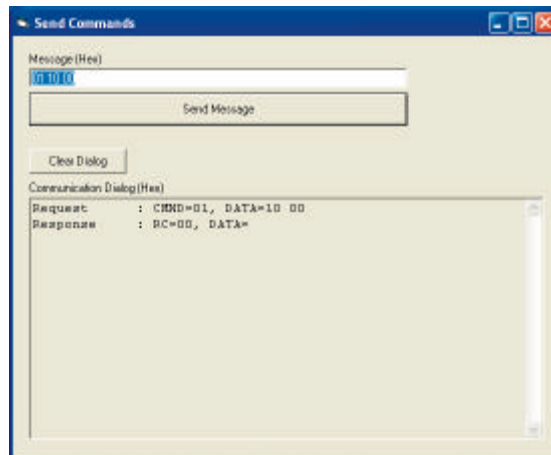 Send Commands
Message (Hex)
01 10 00
Send Message
Clear Dialog
Communication Dialog (Hex)
Request : CMND=01, DATA=10 00
Response : RC=00, DATA=